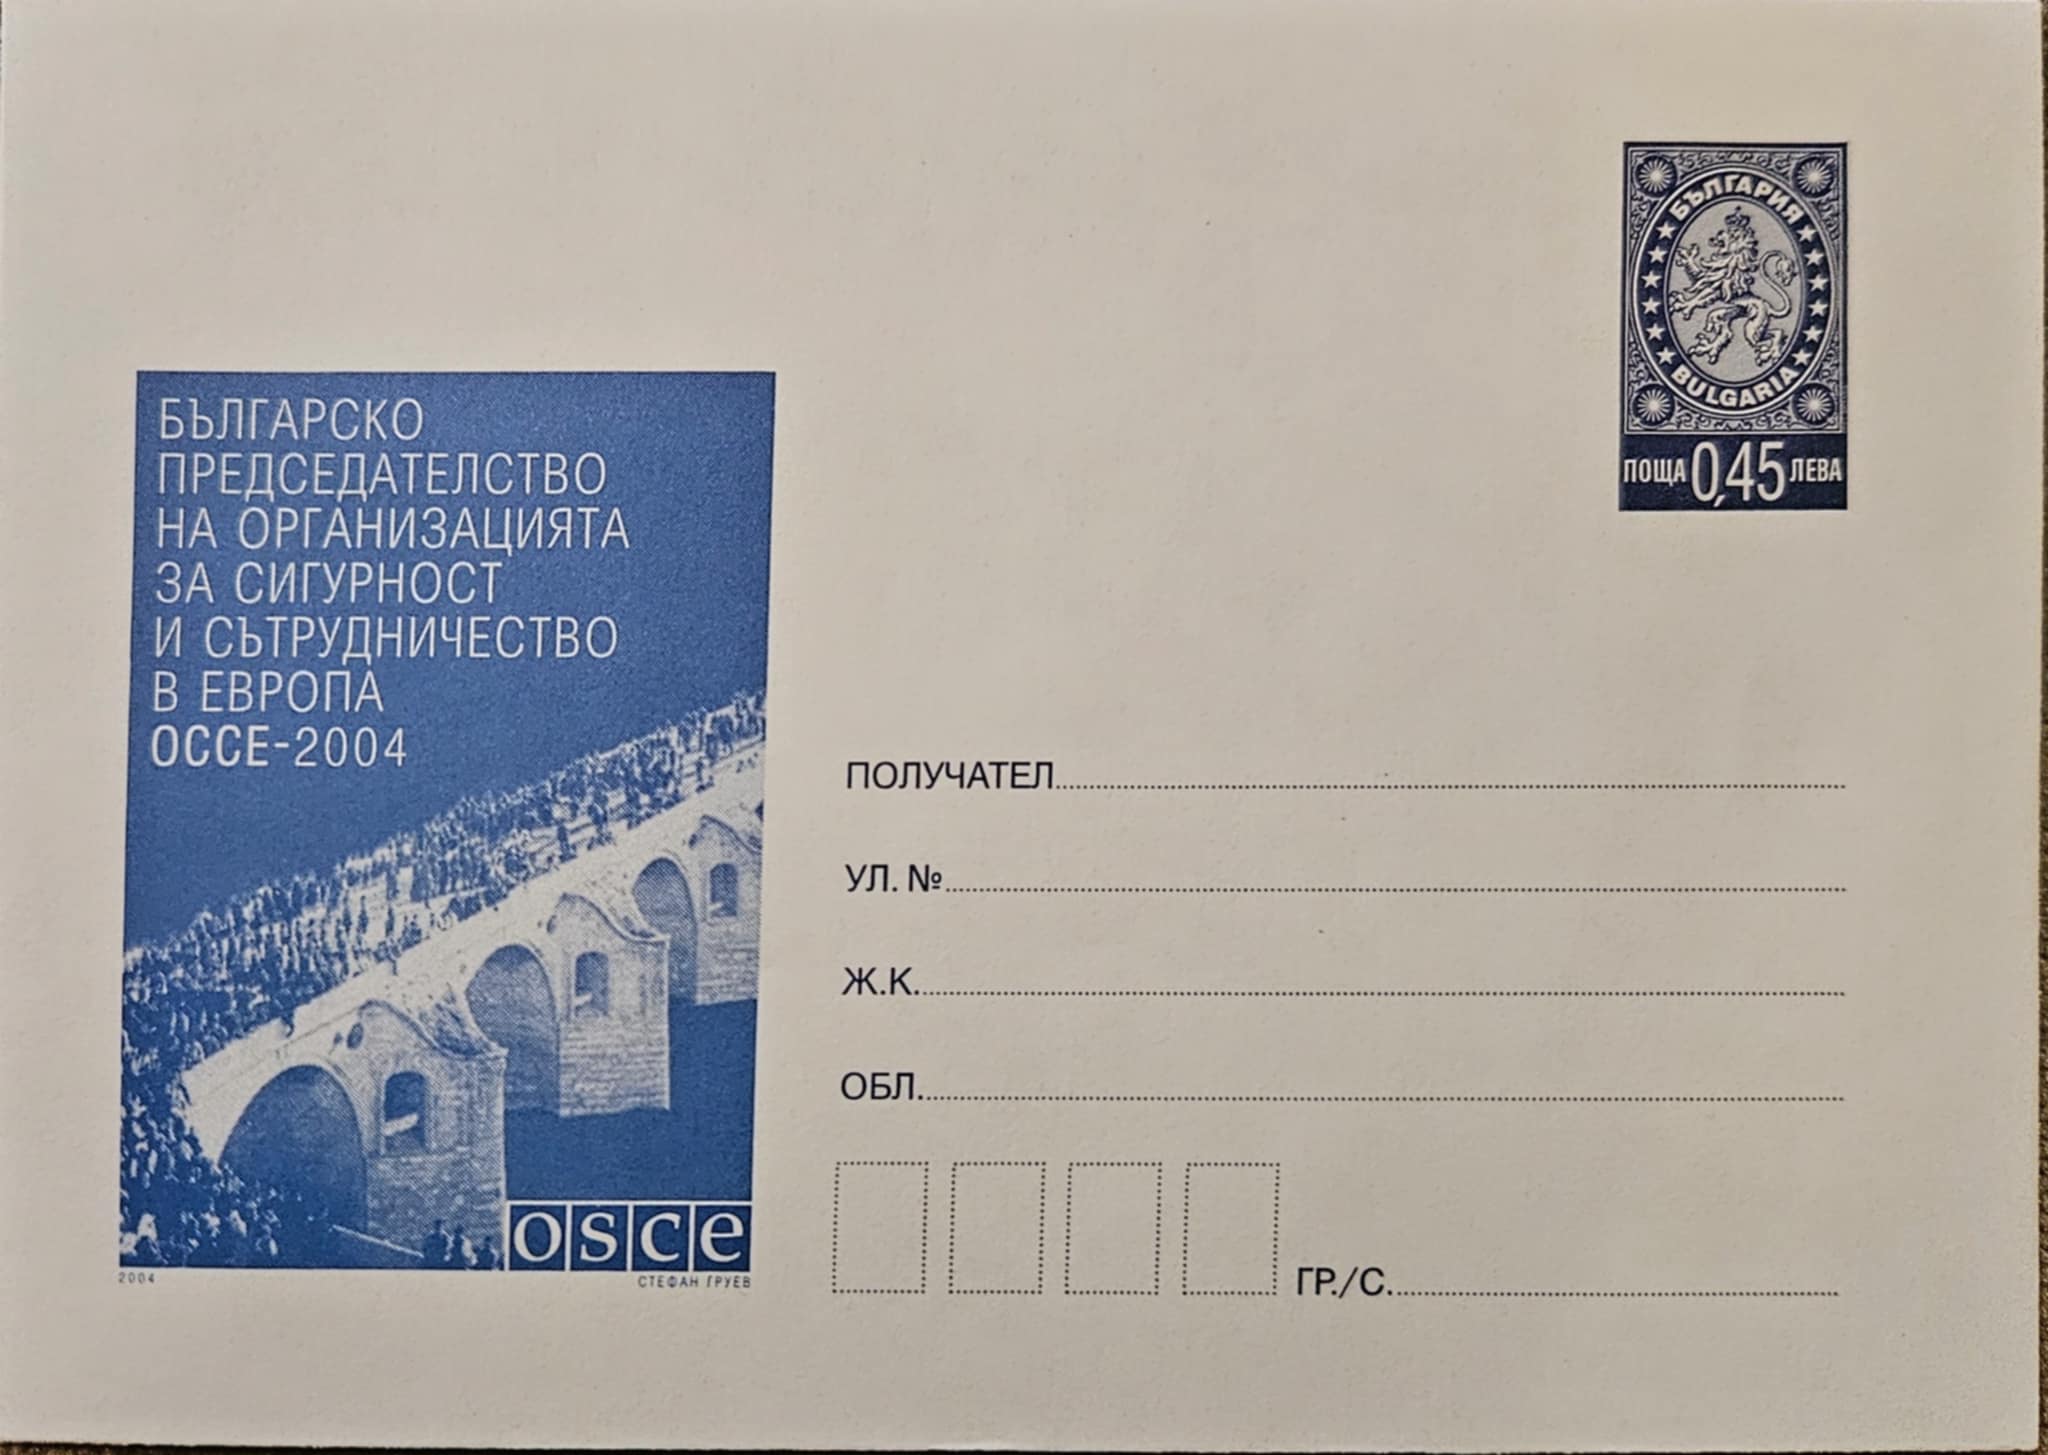 БЪЛГАРИЯ
BULGARIA
ПОЩА 0,45 ЛЕВА
БЪЛГАРСКО
ПРЕДСЕДАТЕЛСТВО
НА ОРГАНИЗАЦИЯТА
ЗА СИГУРНОСТ
И СЪТРУДНИЧЕСТВО
В ЕВРОПА
ОССЕ-2004
osce
2004
СТЕФАН ГРУЕВ
ПОЛУЧАТЕЛ
УЛ. №
Ж.К.
ОБЛ.
ГР./С.